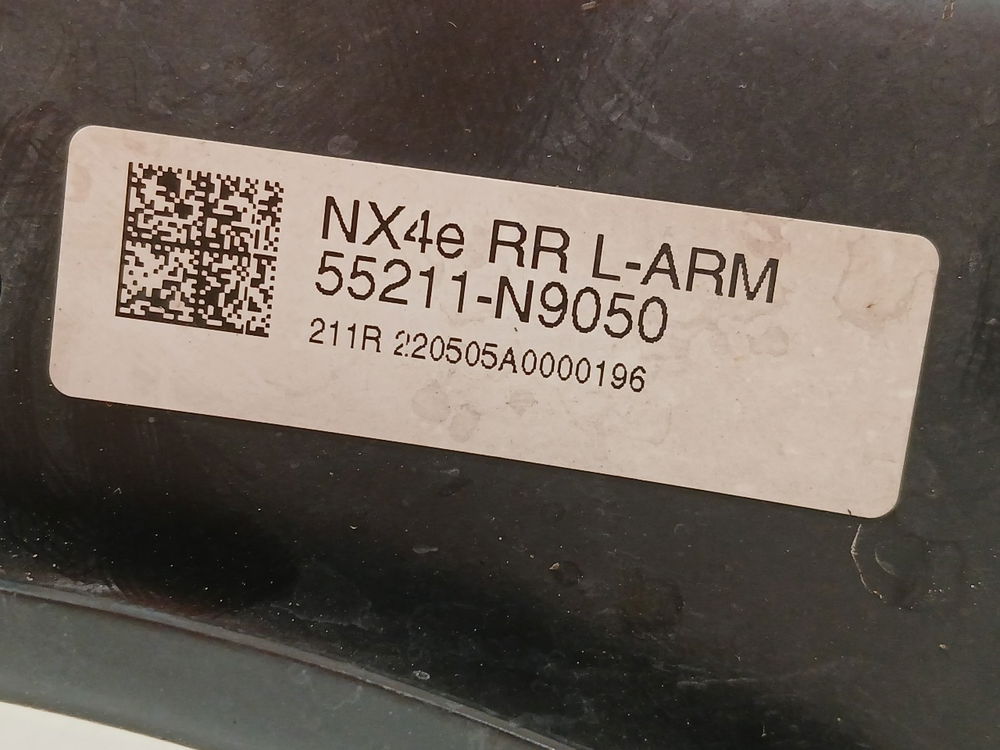 NX4e RR L-ARM
55211-N9050
211R 220505A0000196